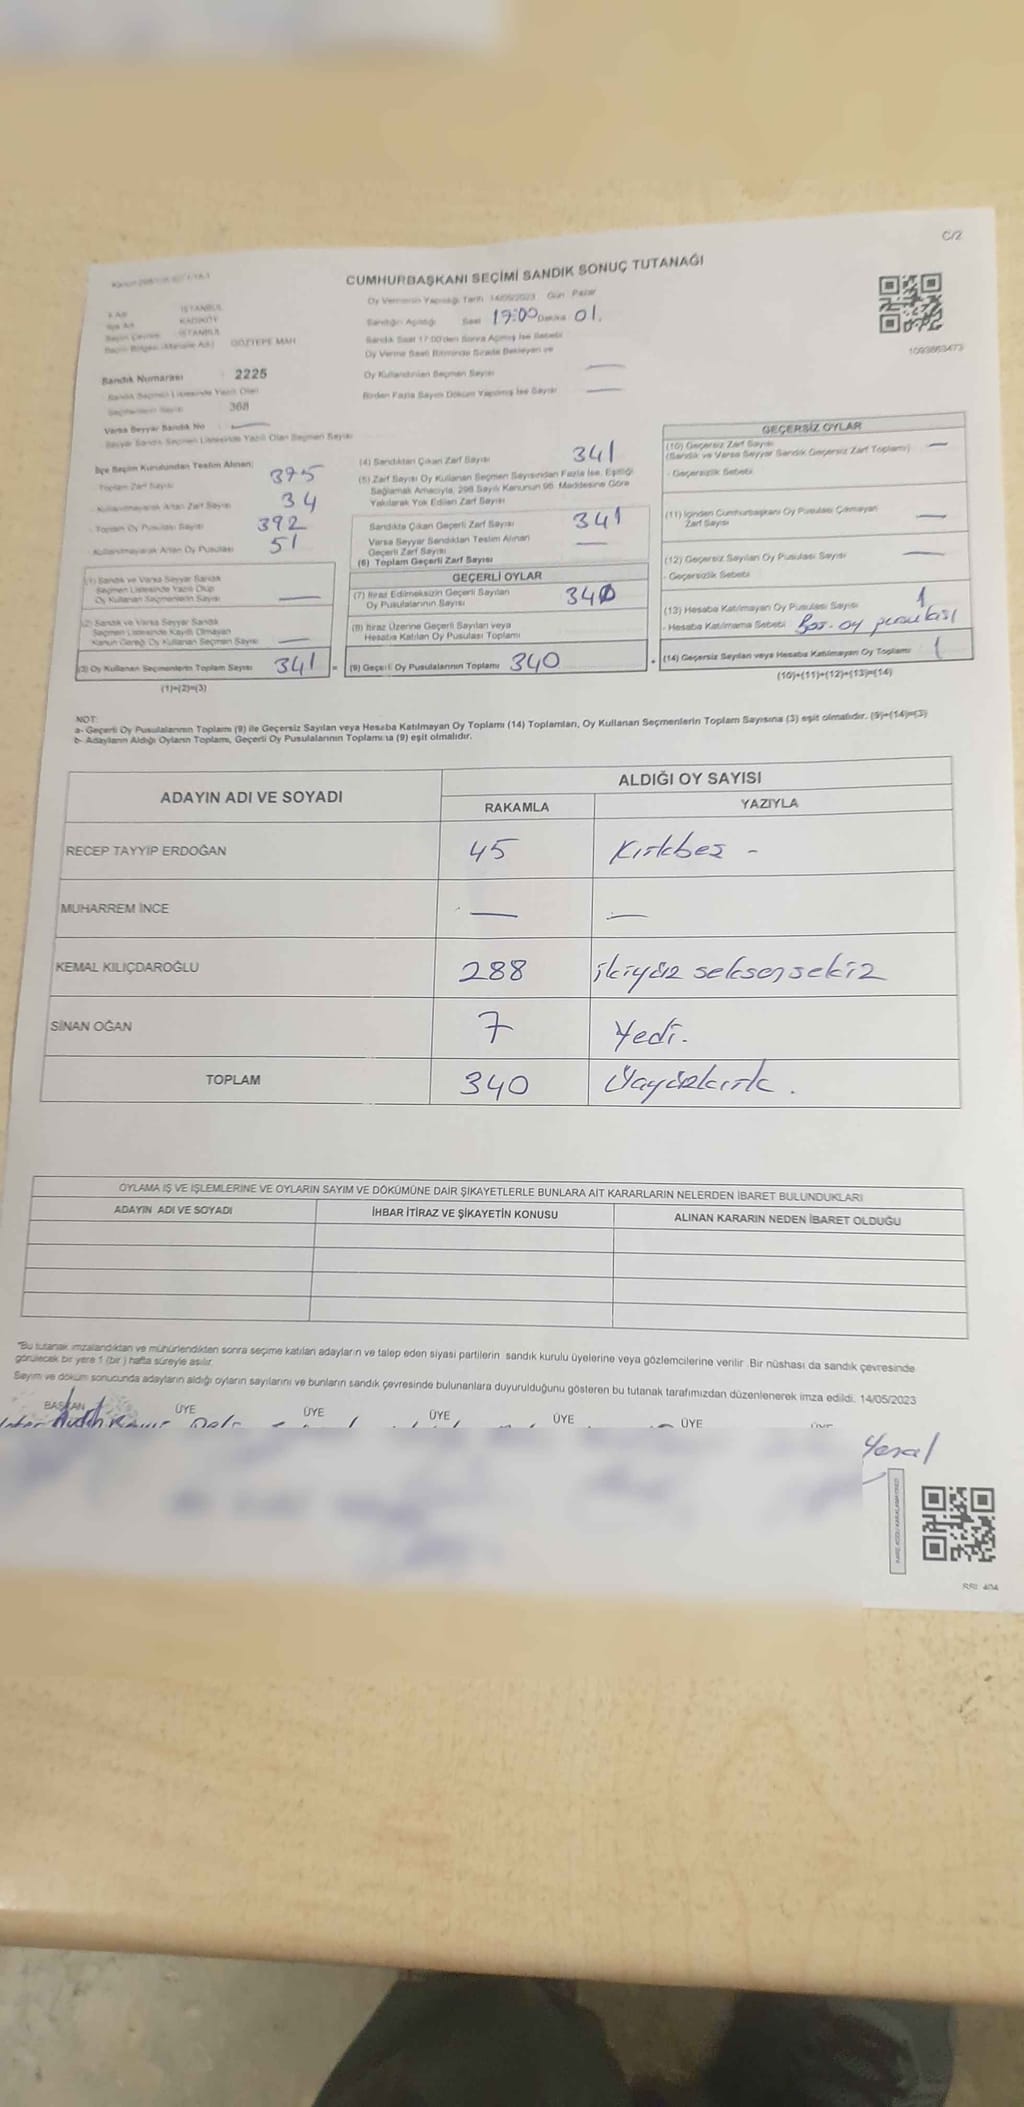 C/2
CUMHURBAŞKANI SEÇİMİ SANDIK SONUÇ TUTANAĞI
Oy Vermenin Yapıldığı Tarih 14/05/2023 Gün Pazar
Sandığın Açıldığı Saat 17:00 Dakika 01.
Sandık Saat 17:00'den Sonra Açılmış İse Sebebi
Oy Verme Saati Bitiminde Sırada Bekleyen ve
Oy Kullandırılan Seçmen Sayısı —
Birden Fazla Sayım Döküm Yapılmış İse Sayısı —
1093863473
İl Adı İSTANBUL
İlçe Adı KADIKÖY
Seçim Çevresi İSTANBUL
Seçim Bölgesi (Mahalle Adı) GÖZTEPE MAH
Sandık Numarası 2225
Sandık Seçmen Listesinde Yazılı Olan
Seçmenlerin Sayısı 368
Varsa Seyyar Sandık No —
Seyyar Sandık Seçmen Listesinde Yazılı Olan Seçmen Sayısı
İlçe Seçim Kurulundan Teslim Alınan;
- Toplam Zarf Sayısı 375
- Kullanılmayarak Artan Zarf Sayısı 34
- Toplam Oy Pusulası Sayısı 392
- Kullanılmayarak Artan Oy Pusulası 51
(1) Sandık ve Varsa Seyyar Sandık
Seçmen Listesinde Yazılı Olup
Oy Kullanan Seçmenlerin Sayısı —
(2) Sandık ve Varsa Seyyar Sandık
Seçmen Listesinde Kayıtlı Olmayan
Kanun Gereği Oy Kullanan Seçmen Sayısı —
(3) Oy Kullanan Seçmenlerin Toplam Sayısı 341 =
(1)+(2)=(3)
(4) Sandıktan Çıkan Zarf Sayısı 341
(5) Zarf Sayısı Oy Kullanan Seçmen Sayısından Fazla İse, Eşitliği
Sağlamak Amacıyla, 298 Sayılı Kanunun 98. Maddesine Göre
Yakılarak Yok Edilen Zarf Sayısı
Sandıkta Çıkan Geçerli Zarf Sayısı 341
Varsa Seyyar Sandıktan Teslim Alınan
Geçerli Zarf Sayısı —
(6) Toplam Geçerli Zarf Sayısı
GEÇERLİ OYLAR
(7) İtiraz Edilmeksizin Geçerli Sayılan
Oy Pusulalarının Sayısı 340
(8) İtiraz Üzerine Geçerli Sayılan veya
Hesaba Katılan Oy Pusulası Toplamı
(9) Geçerli Oy Pusulalarının Toplamı 340 +
GEÇERSİZ OYLAR
(10) Geçersiz Zarf Sayısı —
(Sandık ve Varsa Seyyar Sandık Geçersiz Zarf Toplamı)
- Geçersizlik Sebebi
(11) İçinden Cumhurbaşkanı Oy Pusulası Çıkmayan
Zarf Sayısı —
(12) Geçersiz Sayılan Oy Pusulası Sayısı —
- Geçersizlik Sebebi
(13) Hesaba Katılmayan Oy Pusulası Sayısı 1
- Hesaba Katılmama Sebebi Boş oy pusulası
(14) Geçersiz Sayılan veya Hesaba Katılmayan Oy Toplamı 1
(10)+(11)+(12)+(13)=(14)
NOT:
a- Geçerli Oy Pusulalarının Toplamı (9) ile Geçersiz Sayılan veya Hesaba Katılmayan Oy Toplamı (14) Toplamları, Oy Kullanan Seçmenlerin Toplam Sayısına (3) eşit olmalıdır. (9)+(14)=(3)
b- Adayların Aldığı Oyların Toplamı, Geçerli Oy Pusulalarının Toplamına (9) eşit olmalıdır.
ADAYIN ADI VE SOYADI
ALDIĞI OY SAYISI
RAKAMLA YAZIYLA
RECEP TAYYİP ERDOĞAN 45 Kırkbeş -
MUHARREM İNCE — —
KEMAL KILIÇDAROĞLU 288 ikiyüz seksensekiz
SİNAN OĞAN 7 Yedi.
TOPLAM 340 Üçyüzkırk.
OYLAMA İŞ VE İŞLEMLERİNE VE OYLARIN SAYIM VE DÖKÜMÜNE DAİR ŞİKAYETLERLE BUNLARA AİT KARARLARIN NELERDEN İBARET BULUNDUKLARI
ADAYIN ADI VE SOYADI İHBAR İTİRAZ VE ŞİKAYETİN KONUSU ALINAN KARARIN NEDEN İBARET OLDUĞU
"Bu tutanak imzalandıktan ve mühürlendikten sonra seçime katılan adayların ve talep eden siyasi partilerin sandık kurulu üyelerine veya gözlemcilerine verilir. Bir nüshası da sandık çevresinde
görülecek bir yere 1 (bir) hafta süreyle asılır.
Sayım ve döküm sonucunda adayların aldığı oyların sayılarını ve bunların sandık çevresinde bulunanlara duyurulduğunu gösteren bu tutanak tarafımızdan düzenlenerek imza edildi. 14/05/2023
BAŞKAN ÜYE ÜYE ÜYE ÜYE ÜYE ÜYE